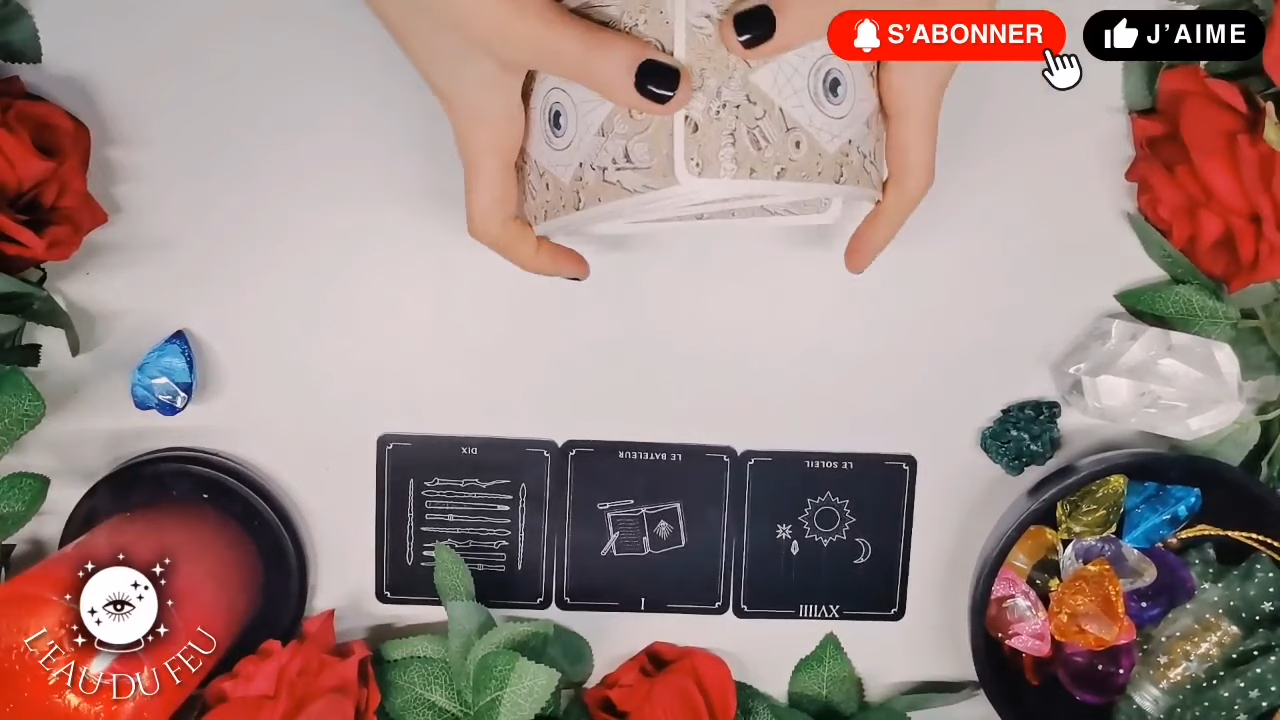 S'ABONNER
J'AIME
DIX
LE BATELEUR
LE SOLEIL
I
XVIIII
L'EAU DU FEU